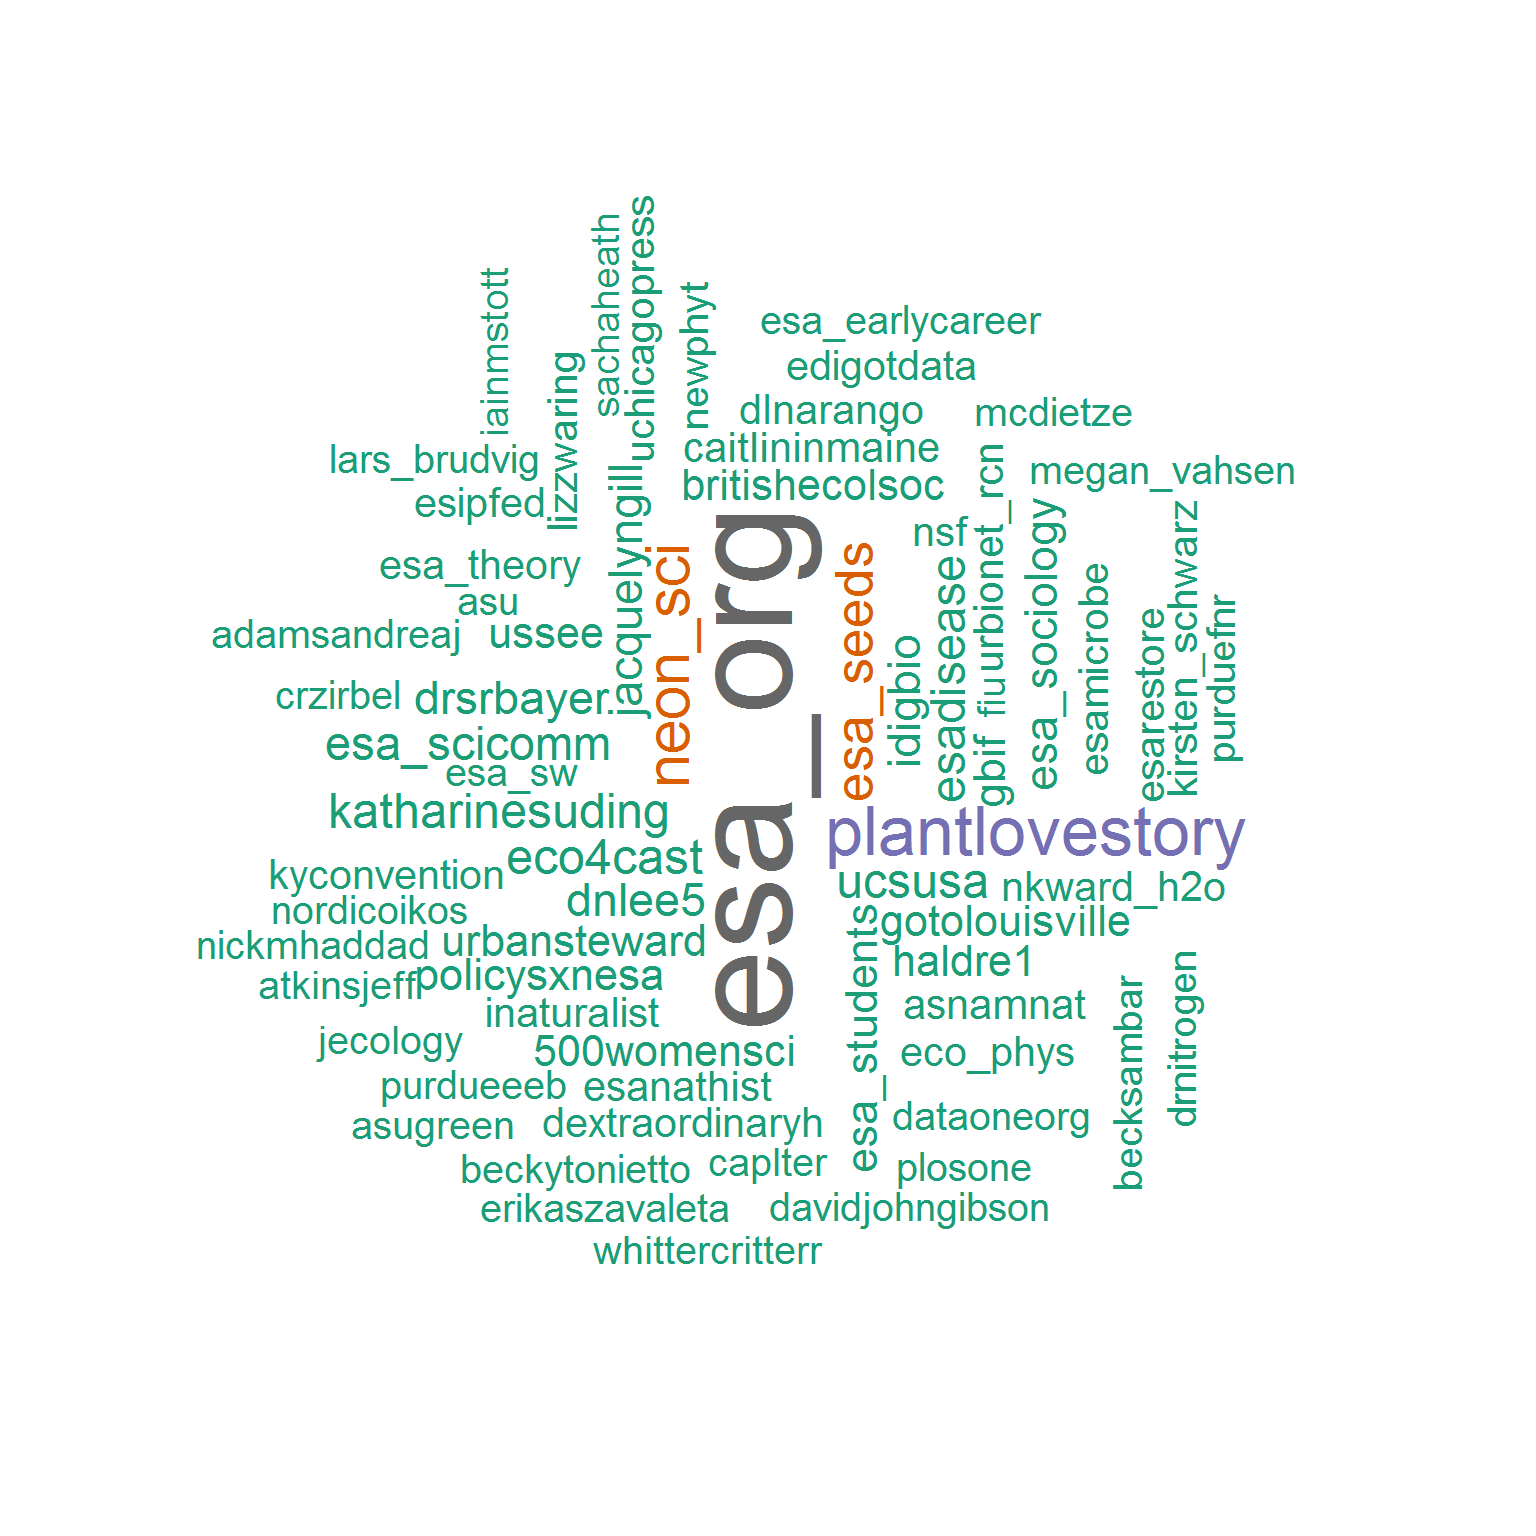 iainmstott
sachaheath
uchicagopress
newphyt
lizzwaring
esa_earlycareer
edigotdata
dlnarango
mcdietze
caitlininmaine
lars_brudvig
britishecolsoc
megan_vahsen
esipfed
jacquelyngill
neon_sci
esa_org
esa_seeds
nsf
urbionet_rcn
esa_sociology
kirsten_schwarz
esa_theory
asu
adamsandreaj
ussee
idigbio
esadisease
fiu
gbif
esamicrobe
esarestore
purduefnr
crzirbel
drsrbayer.
esa_scicomm
esa_sw
katharinesuding
plantlovestory
eco4cast
kyconvention
ucsusa
nkward_h2o
dnlee5
nordicoikos
gotolouisville
nickmhaddad
urbansteward
esa_students
haldre1
policysxnesa
atkinsjeff
drnitrogen
becksambar
inaturalist
asnamnat
jecology
500womensci
eco_phys
purdueeeb
esanathist
asugreen
dextraordinaryh
dataoneorg
beckytonietto
caplter
plosone
erikaszavaleta
davidjohngibson
whittercritterr